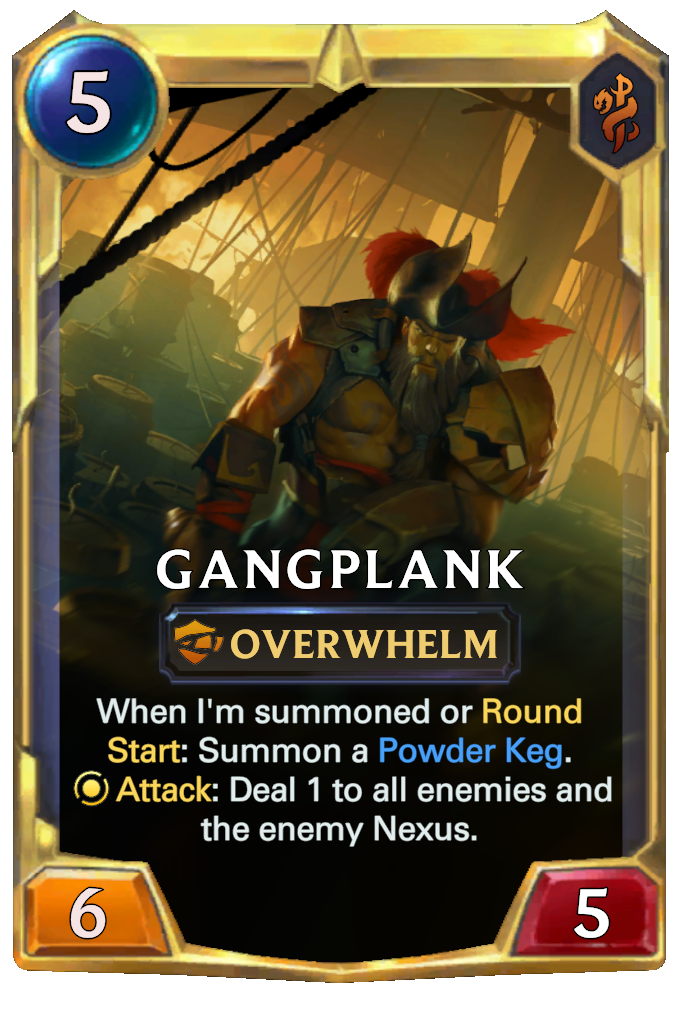 5
GANGPLANK
OVERWHELM
When I'm summoned or Round
Start: Summon a Powder Keg.
Attack: Deal 1 to all enemies and
the enemy Nexus.
6
5